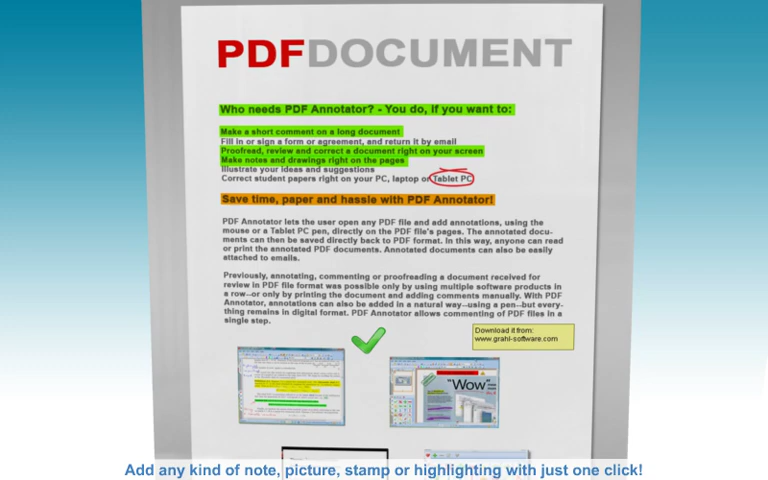 PDFDOCUMENT
Who needs PDF Annotator? - You do, if you want to:
Make a short comment on a long document
Fill in or sign a form or agreement, and return it by email
Proofread, review and correct a document right on your screen
Make notes and drawings right on the pages
Illustrate your ideas and suggestions
Correct student papers right on your PC, laptop or Tablet PC
Save time, paper and hassle with PDF Annotator!
PDF Annotator lets the user open any PDF file and add annotations, using the
mouse or a Tablet PC pen, directly on the PDF file's pages. The annotated docu-
ments can then be saved directly back to PDF format. In this way, anyone can read
or print the annotated PDF documents. Annotated documents can also be easily
attached to emails.
Previously, annotating, commenting or proofreading a document received for
review in PDF file format was possible only by using multiple software products in
a row--or only by printing the document and adding comments manually. With PDF
Annotator, annotations can also be added in a natural way--using a pen--but every-
thing remains in digital format. PDF Annotator allows commenting of PDF files in a
single step.
Download it from:
www.grahl-software.com
"Wow"
Add any kind of note, picture, stamp or highlighting with just one click!